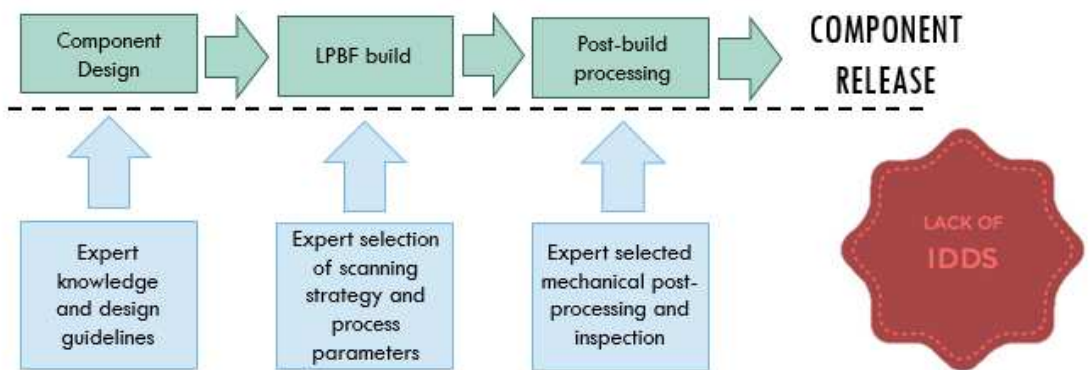 Component
Design
LPBF build
Post-build
processing
COMPONENT
RELEASE
Expert
knowledge
and design
guidelines
Expert selection
of scanning
strategy and
process
parameters
Expert selected
mechanical post-
processing and
inspection
LACK OF
IDDS